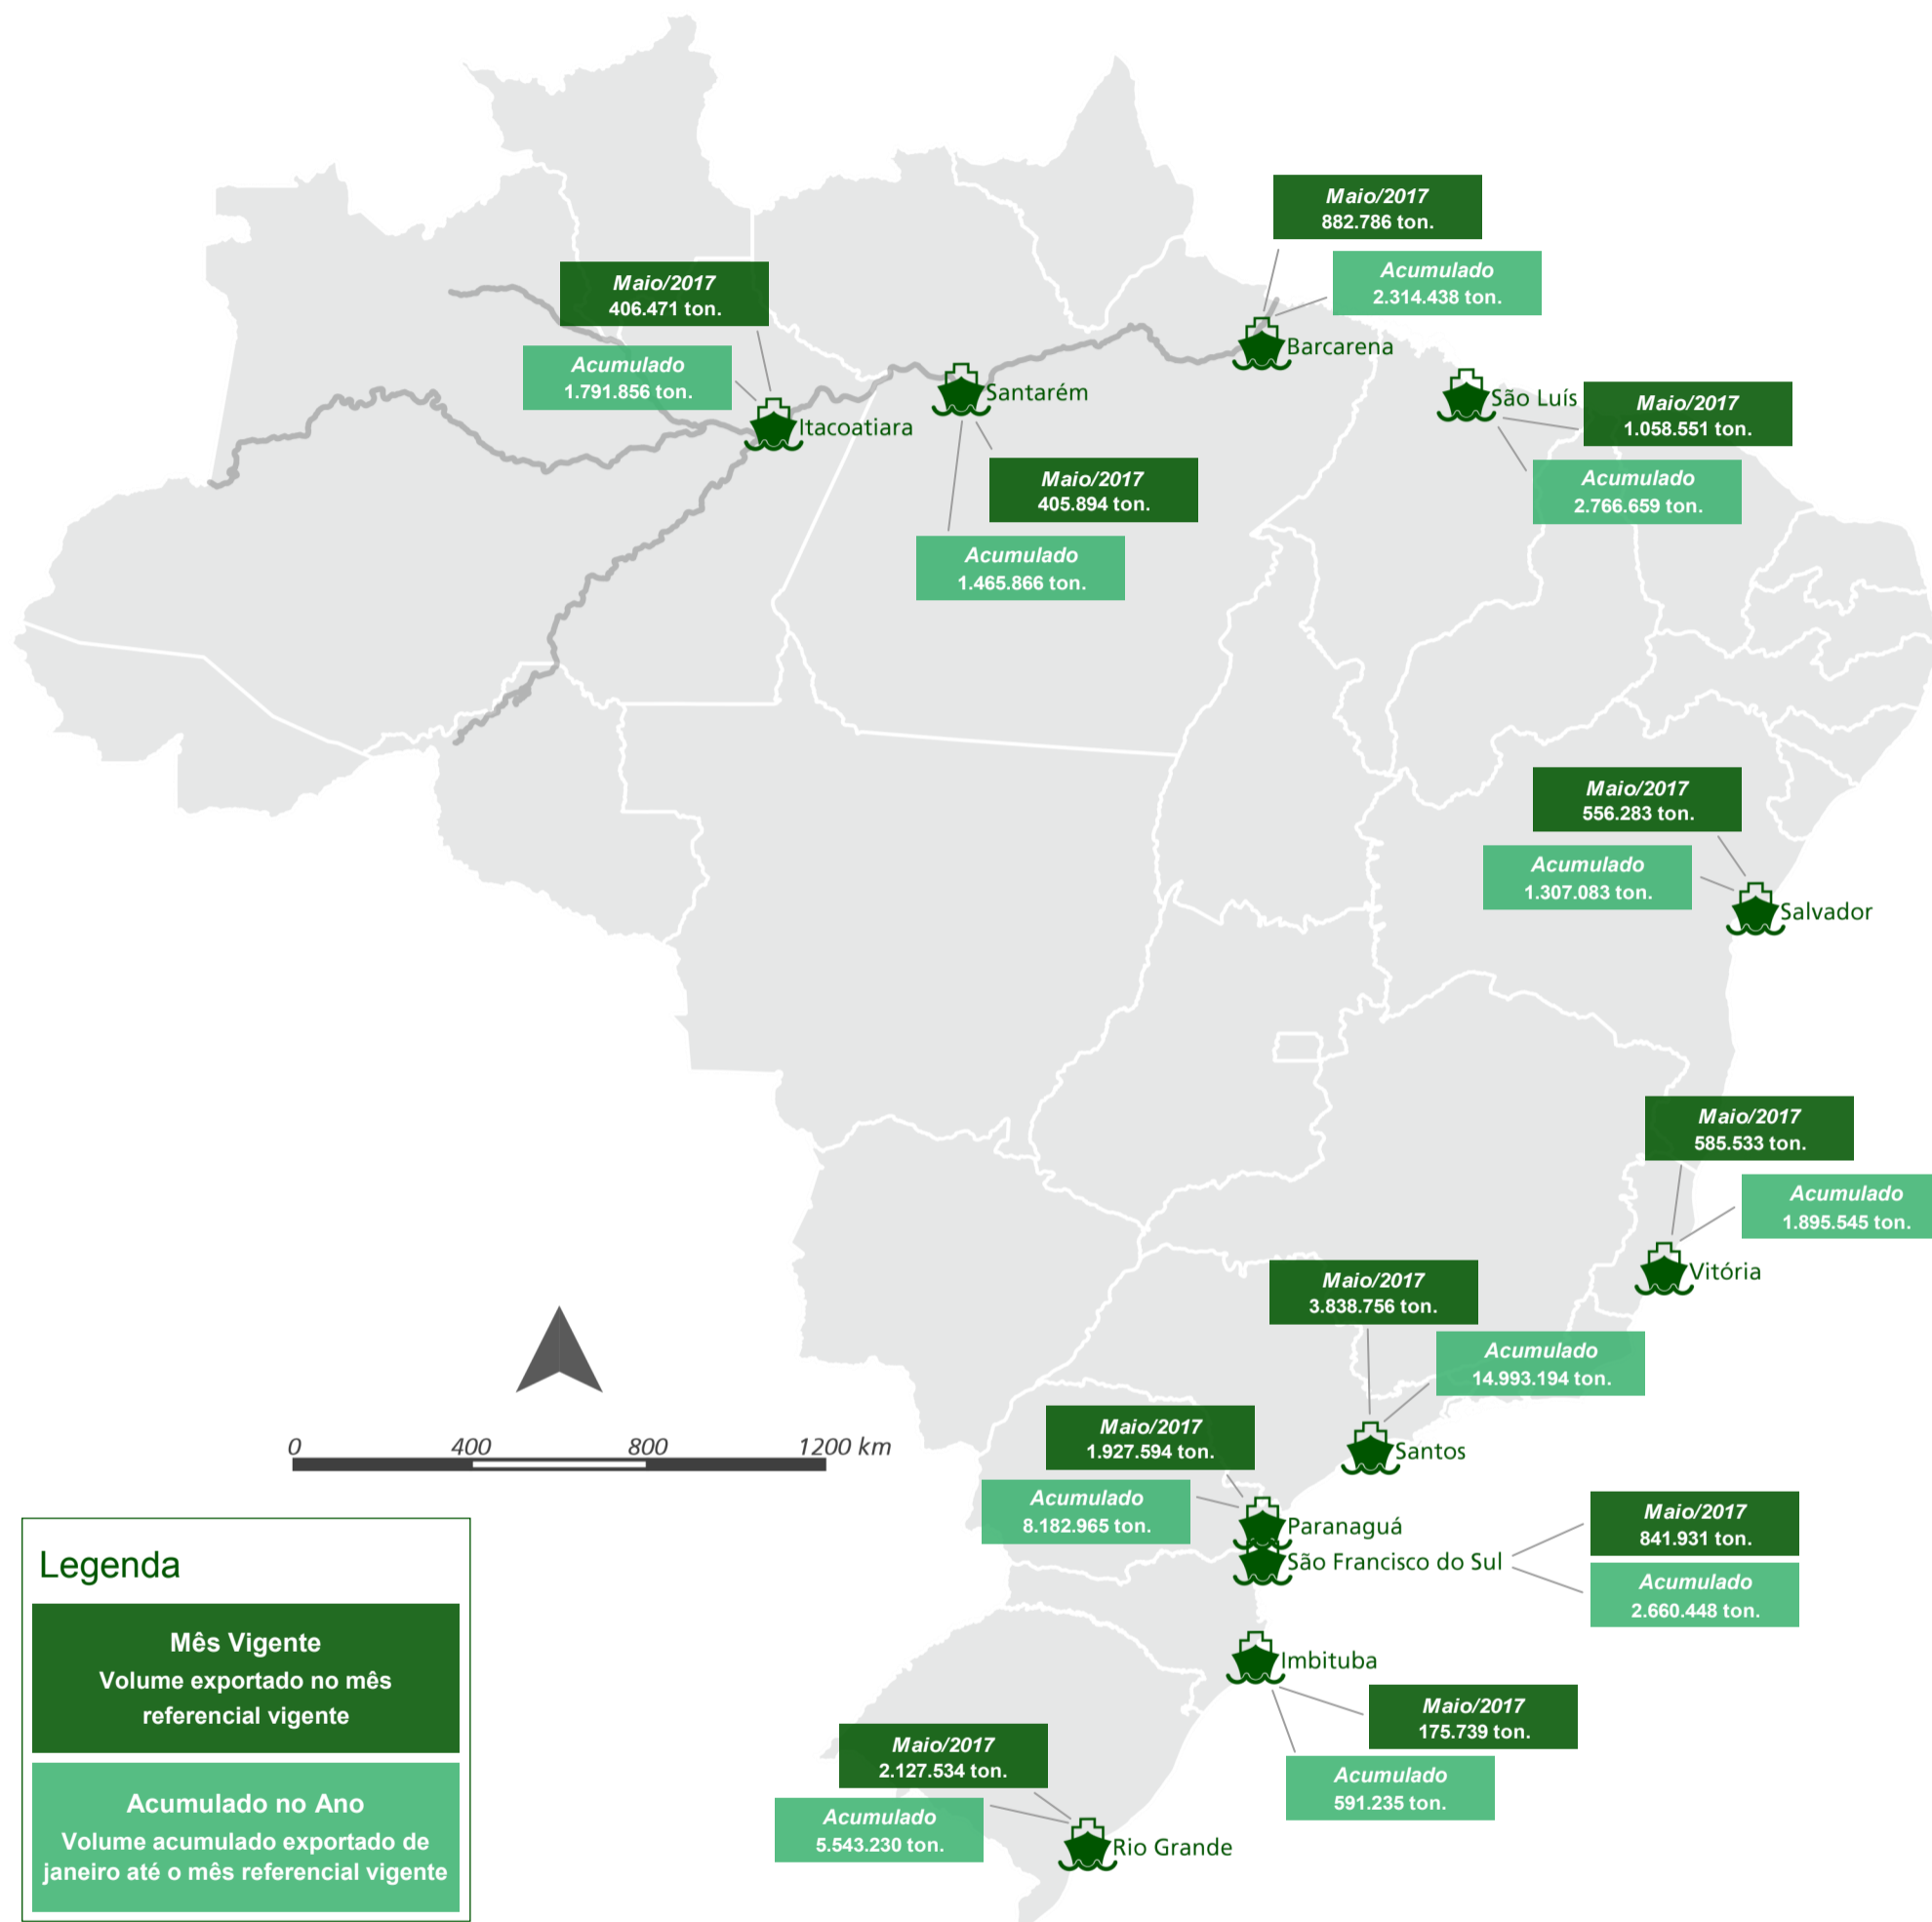 Maio/2017
882.786 ton.
Acumulado
2.314.438 ton.
Barcarena
Maio/2017
406.471 ton.
Acumulado
1.791.856 ton.
Itacoatiara
Santarém
Maio/2017
405.894 ton.
Acumulado
1.465.866 ton.
São Luís
Maio/2017
1.058.551 ton.
Acumulado
2.766.659 ton.
Maio/2017
556.283 ton.
Acumulado
1.307.083 ton.
Salvador
Maio/2017
585.533 ton.
Acumulado
1.895.545 ton.
Vitória
Maio/2017
3.838.756 ton.
Acumulado
14.993.194 ton.
Santos
Maio/2017
1.927.594 ton.
Acumulado
8.182.965 ton.
Paranaguá
São Francisco do Sul
Maio/2017
841.931 ton.
Acumulado
2.660.448 ton.
Imbituba
Maio/2017
175.739 ton.
Acumulado
591.235 ton.
Maio/2017
2.127.534 ton.
Acumulado
5.543.230 ton.
Rio Grande
0 400 800 1200 km
Legenda
Mês Vigente
Volume exportado no mês
referencial vigente
Acumulado no Ano
Volume acumulado exportado de
janeiro até o mês referencial vigente